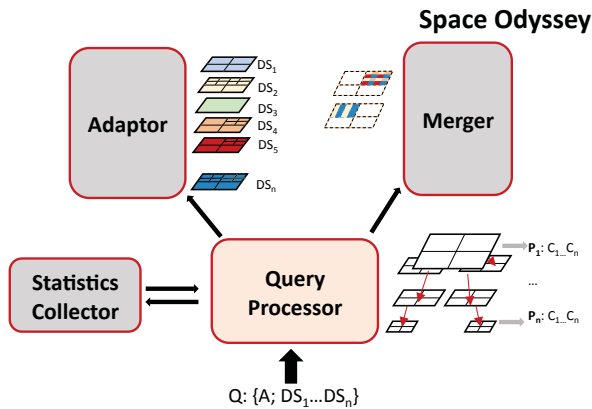 Space Odyssey
Adaptor
DS₁
DS₂
DS₃
DS₄
DS₅
DSₙ
Merger
Statistics
Collector
Query
Processor
P₁: C₁...Cₙ
...
Pₙ: C₁...Cₙ
Q: {A; DS₁...DSₙ}